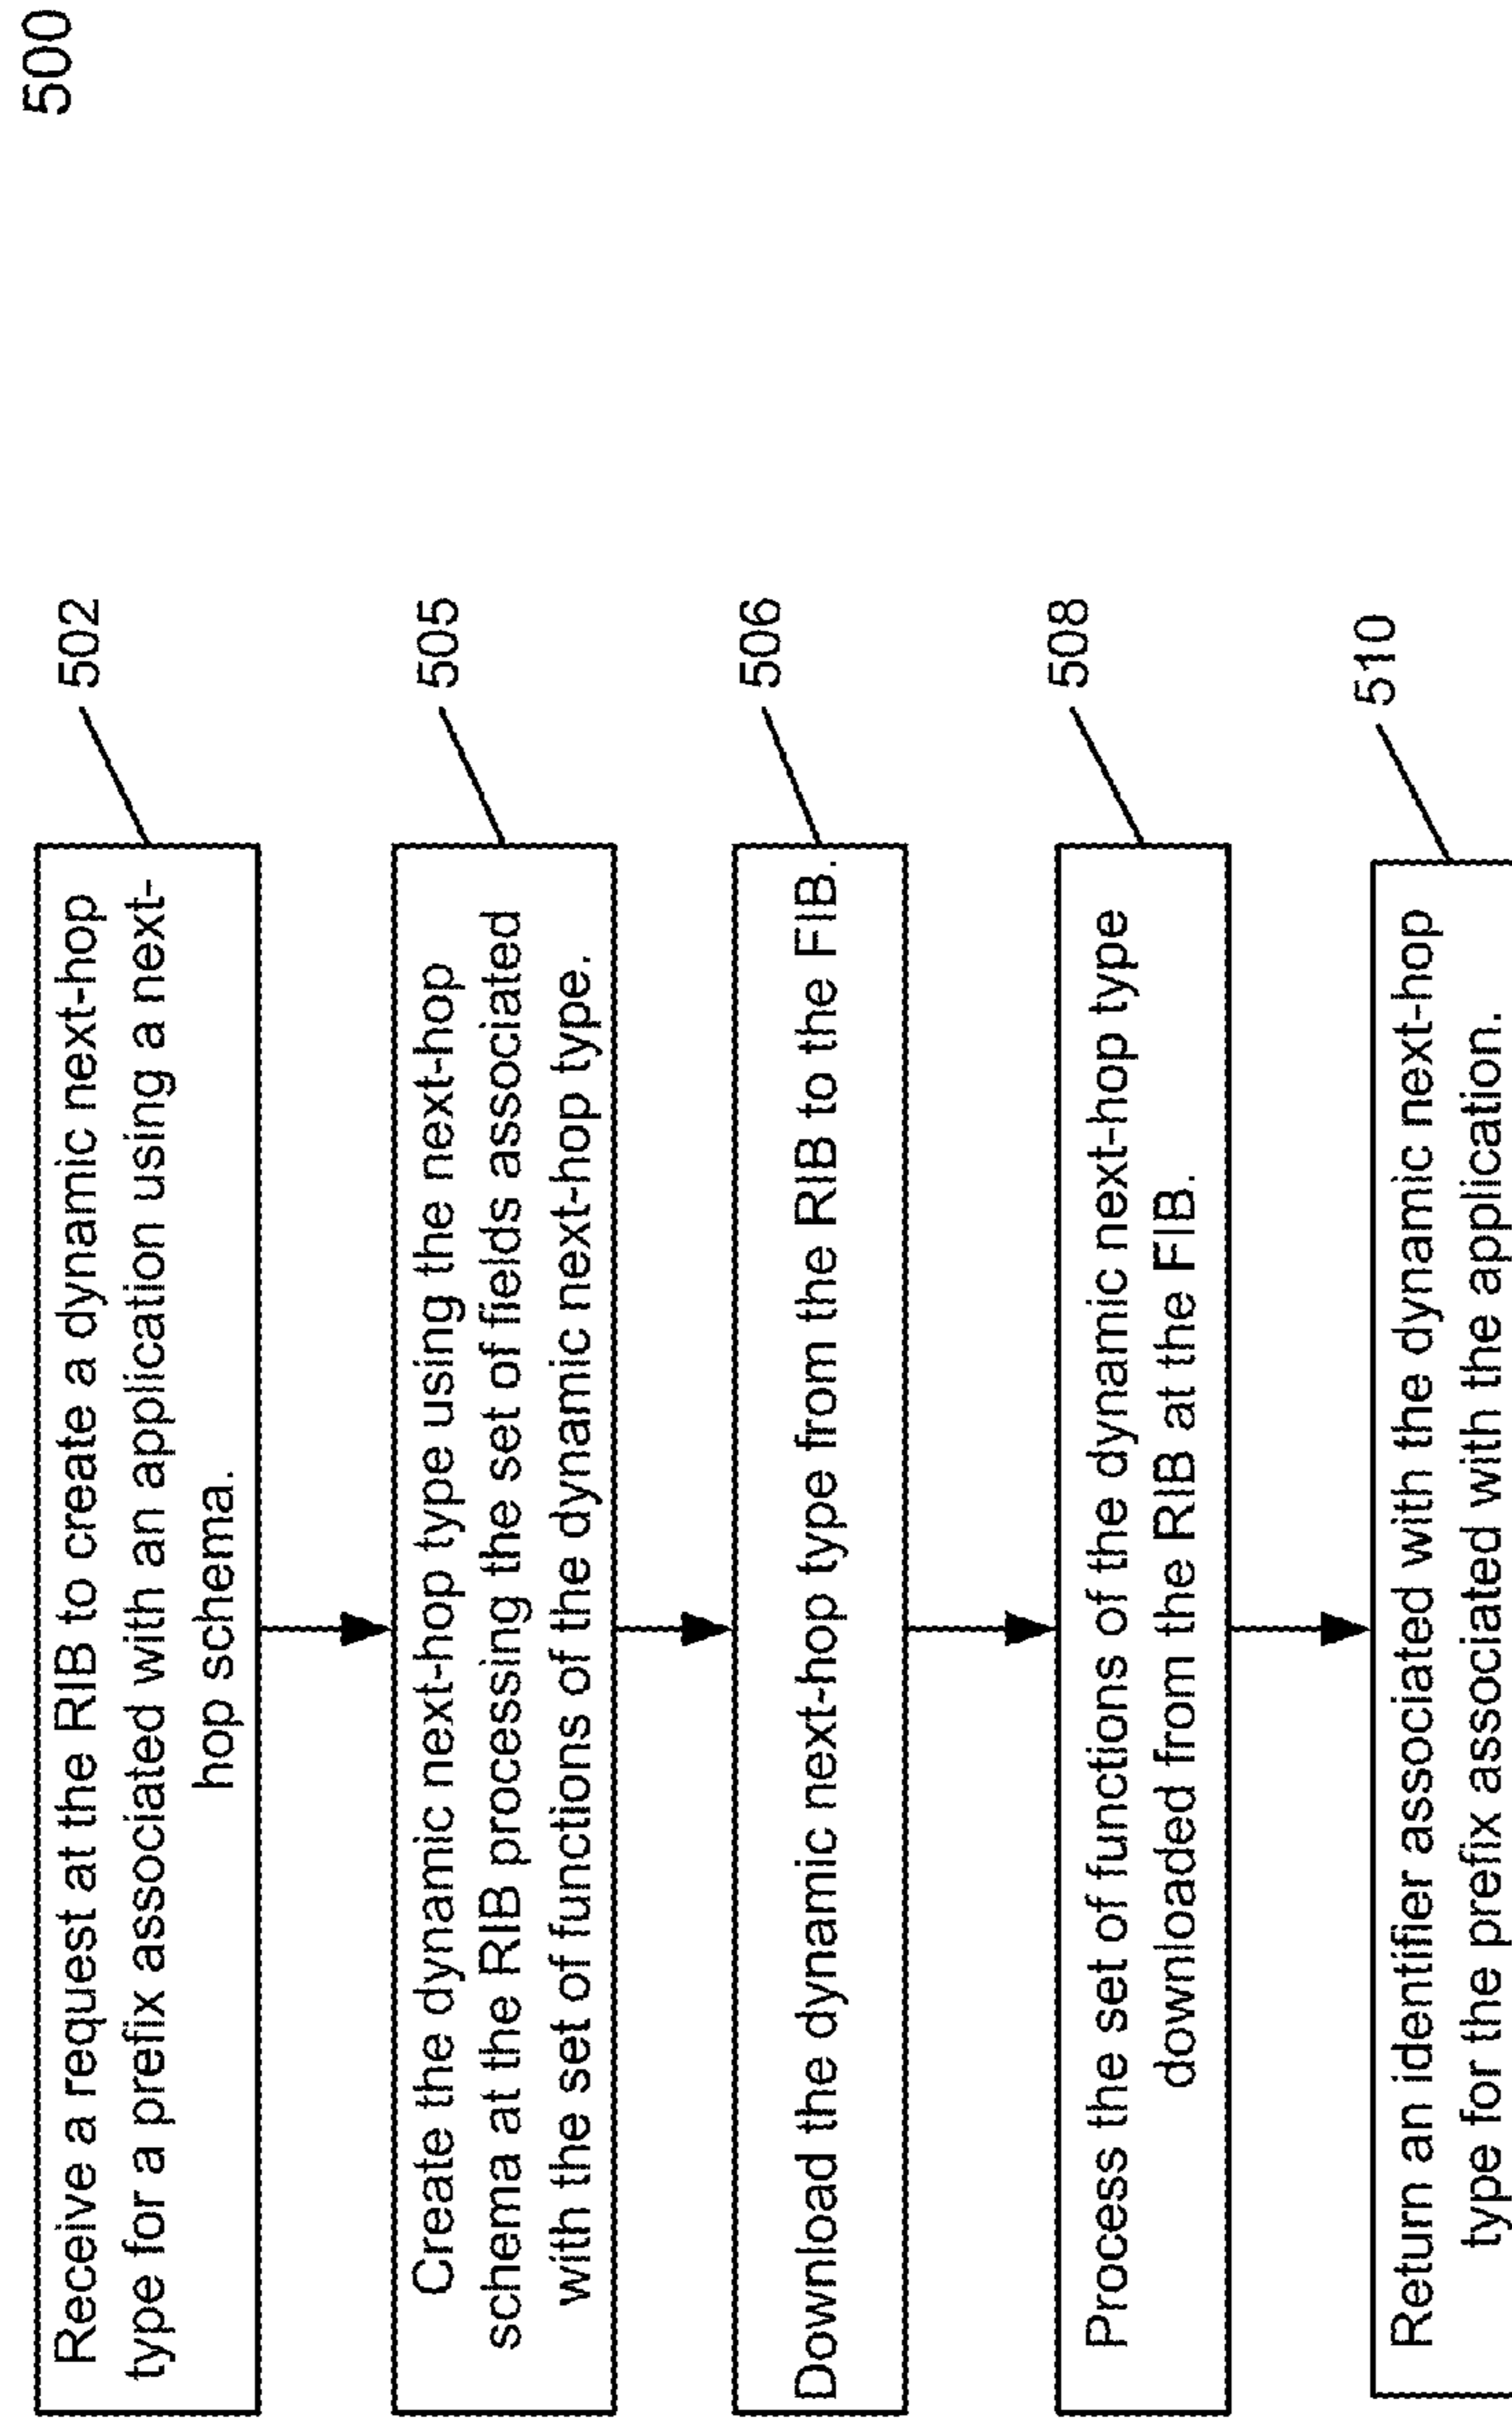 500
Receive a request at the RIB to create a dynamic next-hop
type for a prefix associated with an application using a next-
hop schema.
502
Create the dynamic next-hop type using the next-hop
schema at the RIB processing the set of fields associated
with the set of functions of the dynamic next-hop type.
505
Download the dynamic next-hop type from the RIB to the FIB.
506
Process the set of functions of the dynamic next-hop type
downloaded from the RIB at the FIB.
508
Return an identifier associated with the dynamic next-hop
type for the prefix associated with the application.
510